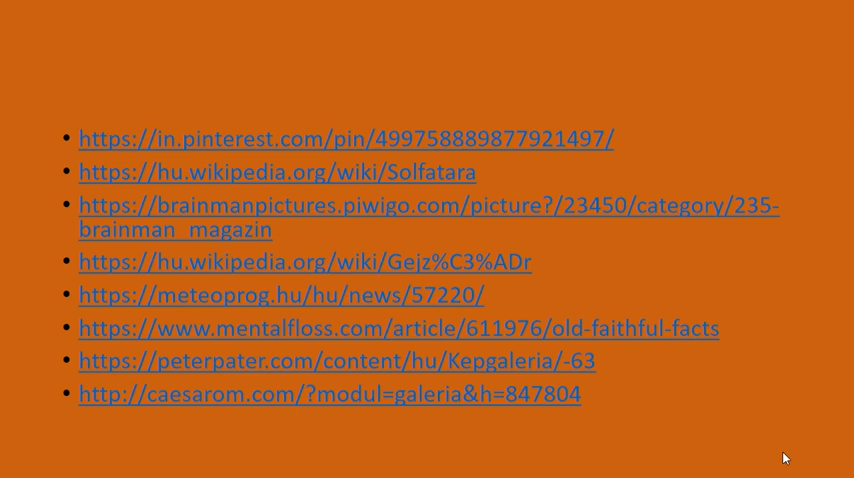 • https://in.pinterest.com/pin/499758889877921497/
• https://hu.wikipedia.org/wiki/Solfatara
• https://brainmanpictures.piwigo.com/picture?/23450/category/235-
brainman_magazin
• https://hu.wikipedia.org/wiki/Gejz%C3%ADr
• https://meteoprog.hu/hu/news/57220/
• https://www.mentalfloss.com/article/611976/old-faithful-facts
• https://peterpater.com/content/hu/Kepgaleria/-63
• http://caesarom.com/?modul=galeria&h=847804